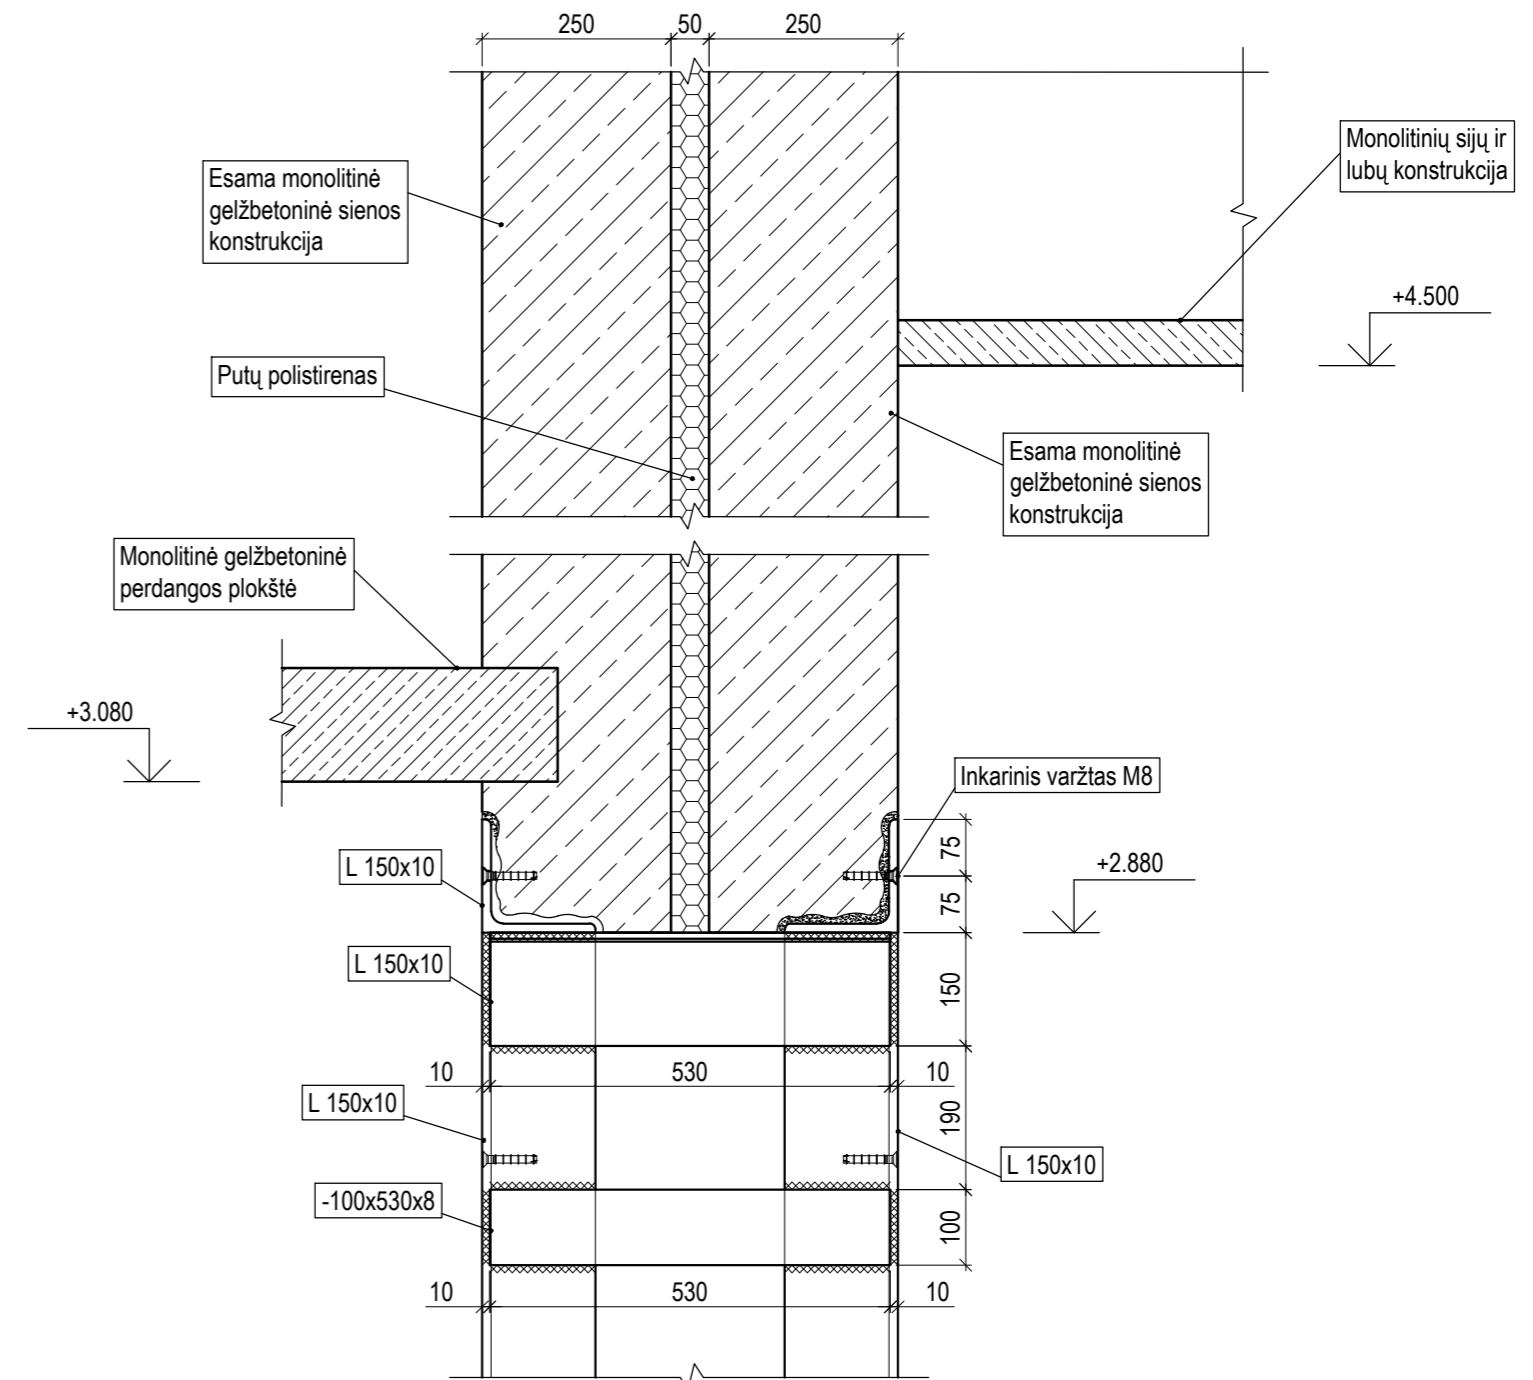 250
50
250
Monolitinių sijų ir
lubų konstrukcija
Esama monolitinė
gelžbetoninė sienos
konstrukcija
+4.500
Putų polistirenas
Esama monolitinė
gelžbetoninė sienos
konstrukcija
Monolitinė gelžbetoninė
perdangos plokštė
+3.080
Inkarinis varžtas M8
75
L 150x10
+2.880
75
L 150x10
150
10
530
10
L 150x10
190
L 150x10
-100x530x8
100
10
530
10